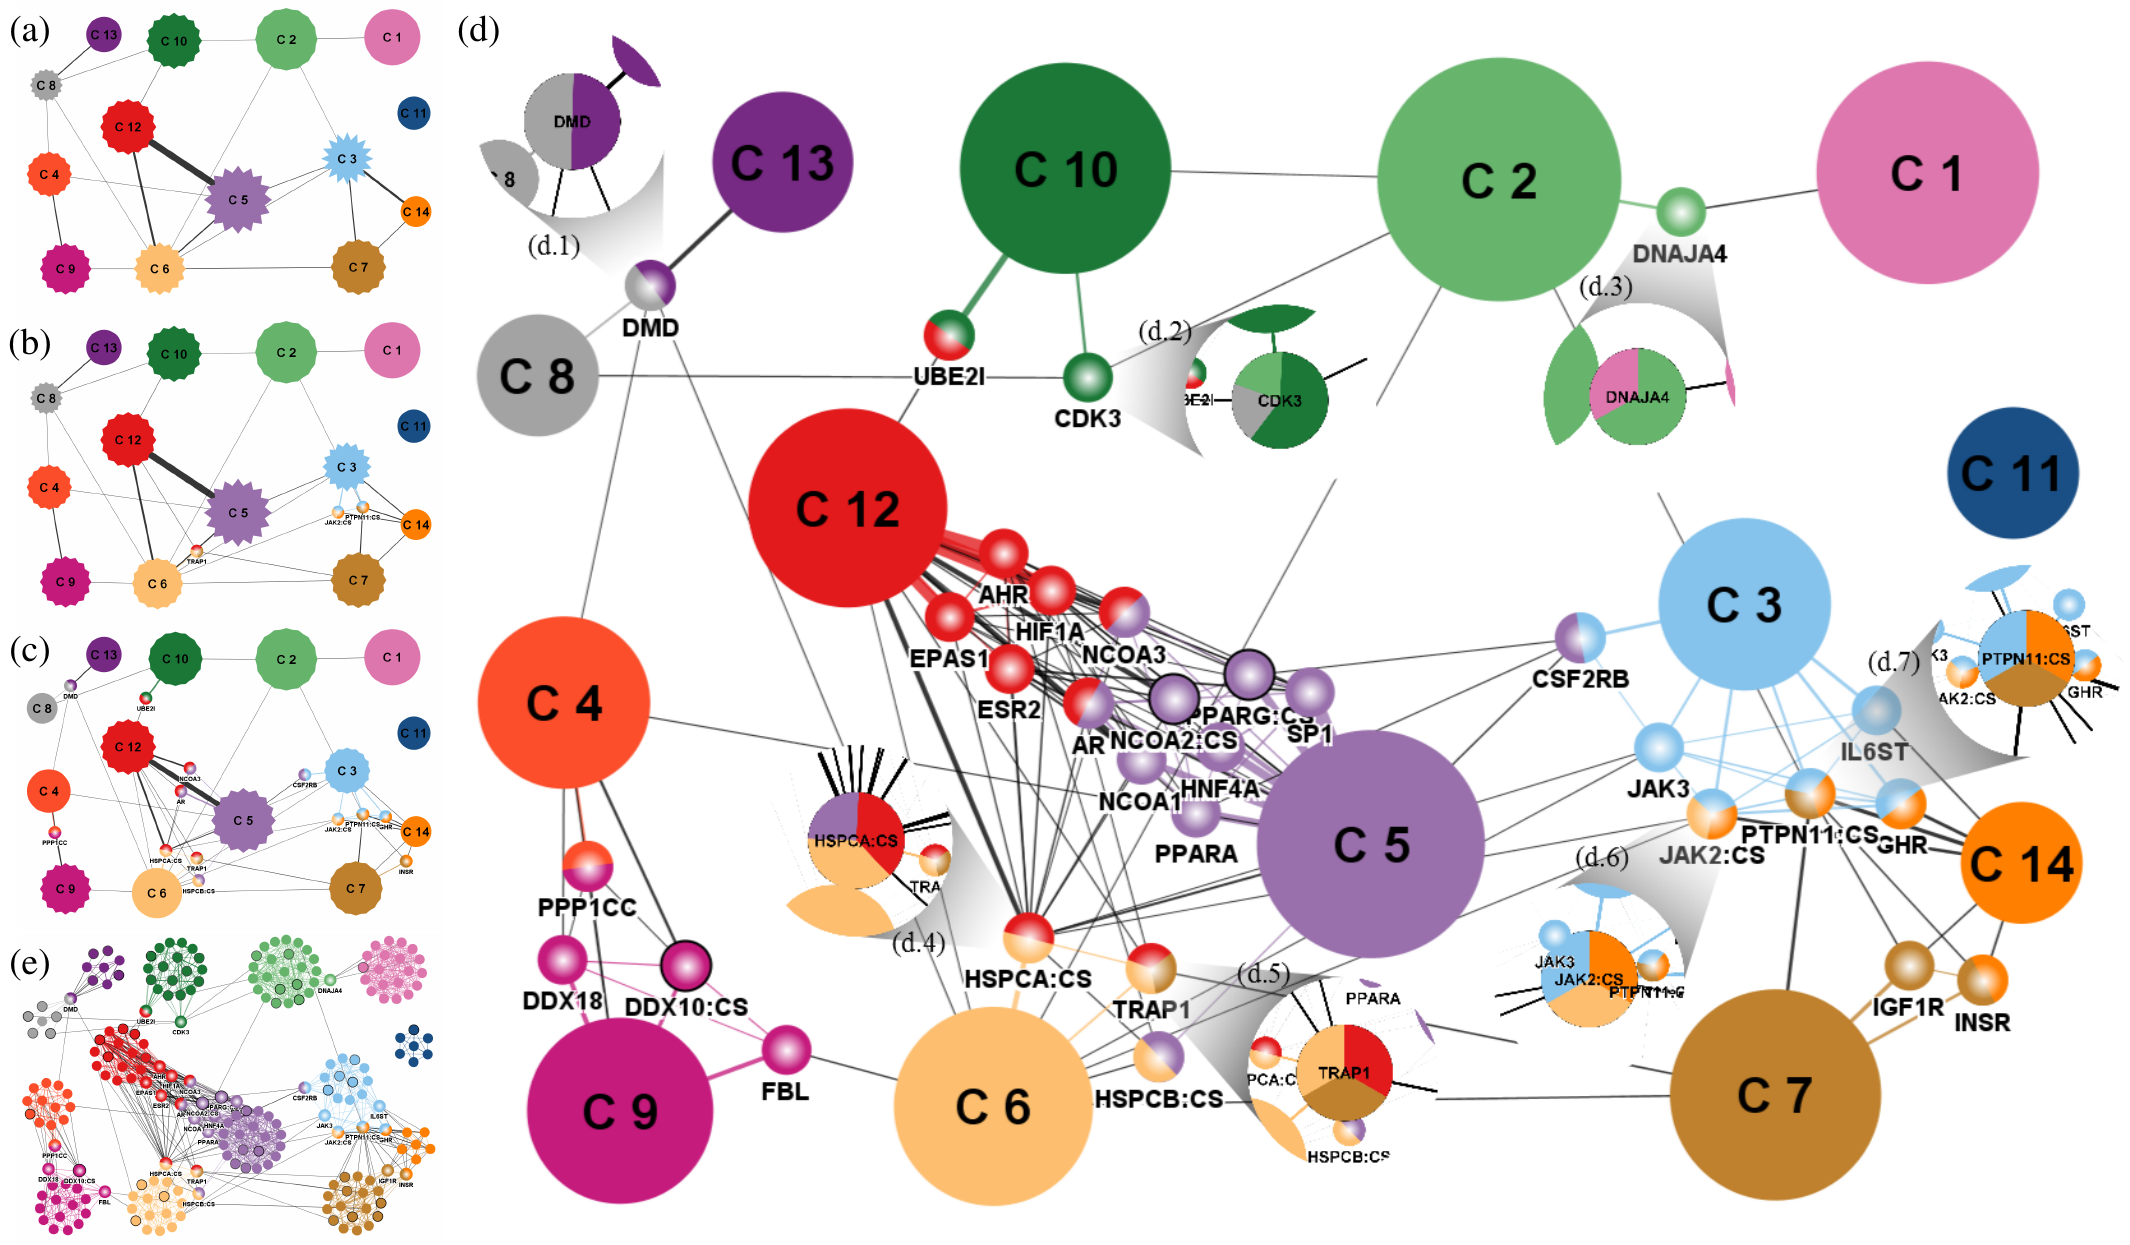 (a)
C 13
C 10
C 2
C 1
C 8
C 11
C 12
C 3
C 4
C 5
C 14
C 9
C 6
C 7
(b)
C 13
C 10
C 2
C 1
C 8
C 11
C 12
C 3
C 4
C 5
JAK2:CS
PTPN11:CS
C 14
TRAP1
C 9
C 6
C 7
(c)
C 13
C 10
C 2
C 1
DMD
C 8
UBE2I
C 11
C 12
C 3
NCOA3
CSF2RB
C 4
AR
C 5
JAK2:CS
PTPN11:CS
GHR
C 14
PPP1CC
HSPCA:CS
TRAP1
INSR
C 9
C 6
HSPCB:CS
C 7
(e)
DNAJA4
DMD
UBE2I
CDK3
AHR
HIF1A
EPAS1
NCOA3
CSF2RB
ESR2
AR
NCOA2:CS
PARG:CS
IL6ST
NCOA
HNF4A
JAK3
PTPN11:CS
GHR
PPARA
JAK2:CS
PPP1CC
HSPCA:CS
TRAP1
DDX18
DDX10:CS
IGF1R
INSR
FBL
HSPCB:CS
(d)
DMD
8
(d.1)
C 13
C 10
C 2
C 1
DNAJA4
(d.3)
DNAJA4
DMD
C 8
UBE2I
CDK3
(d.2)
CDK3
C 11
C 12
C 3
AHR
HIF1A
EPAS1
NCOA3
CSF2RB
ESR2
PPARG:CS
SP1
AR
NCOA2:CS
IL6ST
(d.7)
6ST
K3
PTPN11:CS
AK2:CS
GHR
C 4
HNF4A
NCOA1
JAK3
PTPN11:CS
PPARA
C 5
JAK2:CS
GHR
C 14
HSPCA:CS
TRA
(d.4)
(d.6)
JAK3
JAK2:CS
PTPN11:C
PPP1CC
HSPCA:CS
DDX18
DDX10:CS
TRAP1
(d.5)
PPARA
PCA:C
TRAP1
HSPCB:CS
IGF1R
INSR
FBL
HSPCB:CS
C 9
C 6
C 7